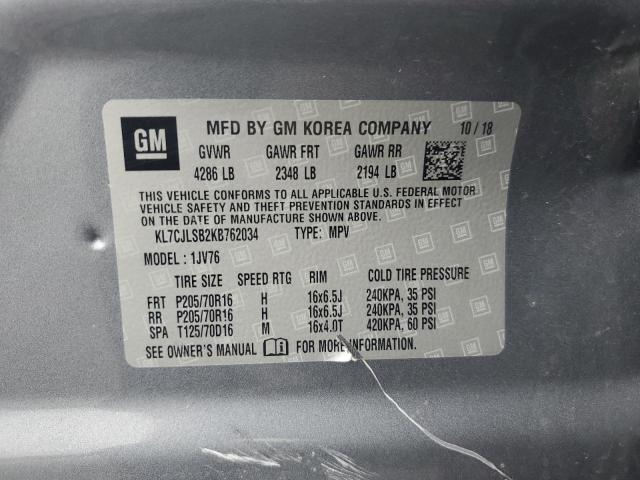 GM MFD BY GM KOREA COMPANY 10/18
GVWR GAWR FRT GAWR RR
4286 LB 2348 LB 2194 LB
THIS VEHICLE CONFORMS TO ALL APPLICABLE U.S. FEDERAL MOTOR
VEHICLE SAFETY AND THEFT PREVENTION STANDARDS IN EFFECT
ON THE DATE OF MANUFACTURE SHOWN ABOVE.
KL7CJLSB2KB762034 TYPE: MPV
MODEL: 1JV76
TIRE SIZE SPEED RTG RIM COLD TIRE PRESSURE
FRT P205/70R16 H 16x6.5J 240KPA, 35 PSI
RR P205/70R16 H 16x6.5J 240KPA, 35 PSI
SPA T125/70D16 M 16x4.0T 420KPA, 60 PSI
SEE OWNER'S MANUAL FOR MORE INFORMATION.